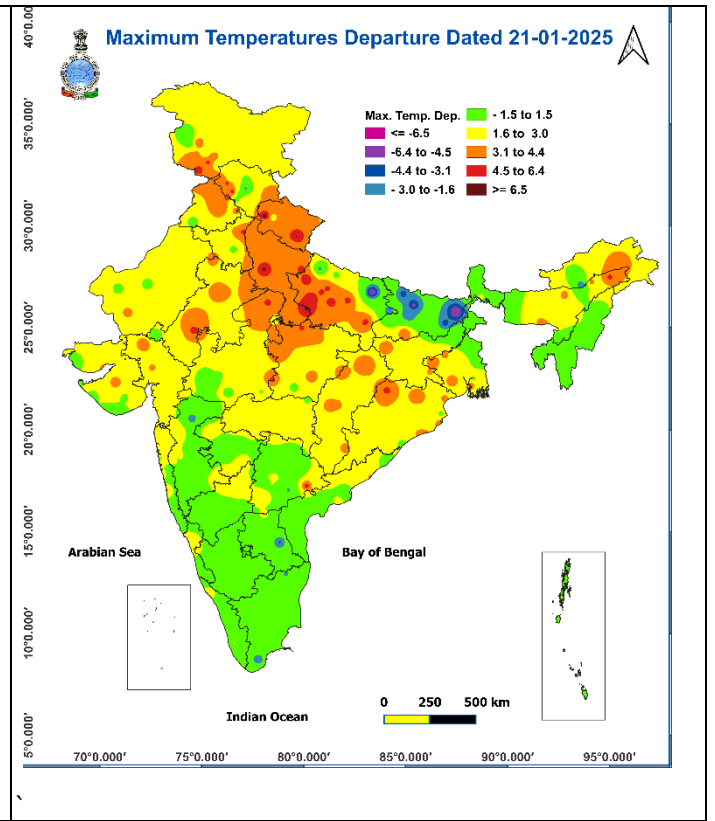 Maximum Temperatures Departure Dated 21-01-2025
Max. Temp. Dep.
<= -6.5
-6.4 to -4.5
-4.4 to -3.1
- 3.0 to -1.6
- 1.5 to 1.5
1.6 to 3.0
3.1 to 4.4
4.5 to 6.4
>= 6.5
35°0.000'
30°0.000'
25°0.000'
20°0.000'
15°0.000'
10°0.000'
5°0.000'
Arabian Sea
Bay of Bengal
Indian Ocean
0 250 500 km
70°0.000' 75°0.000' 80°0.000' 85°0.000' 90°0.000' 95°0.000'